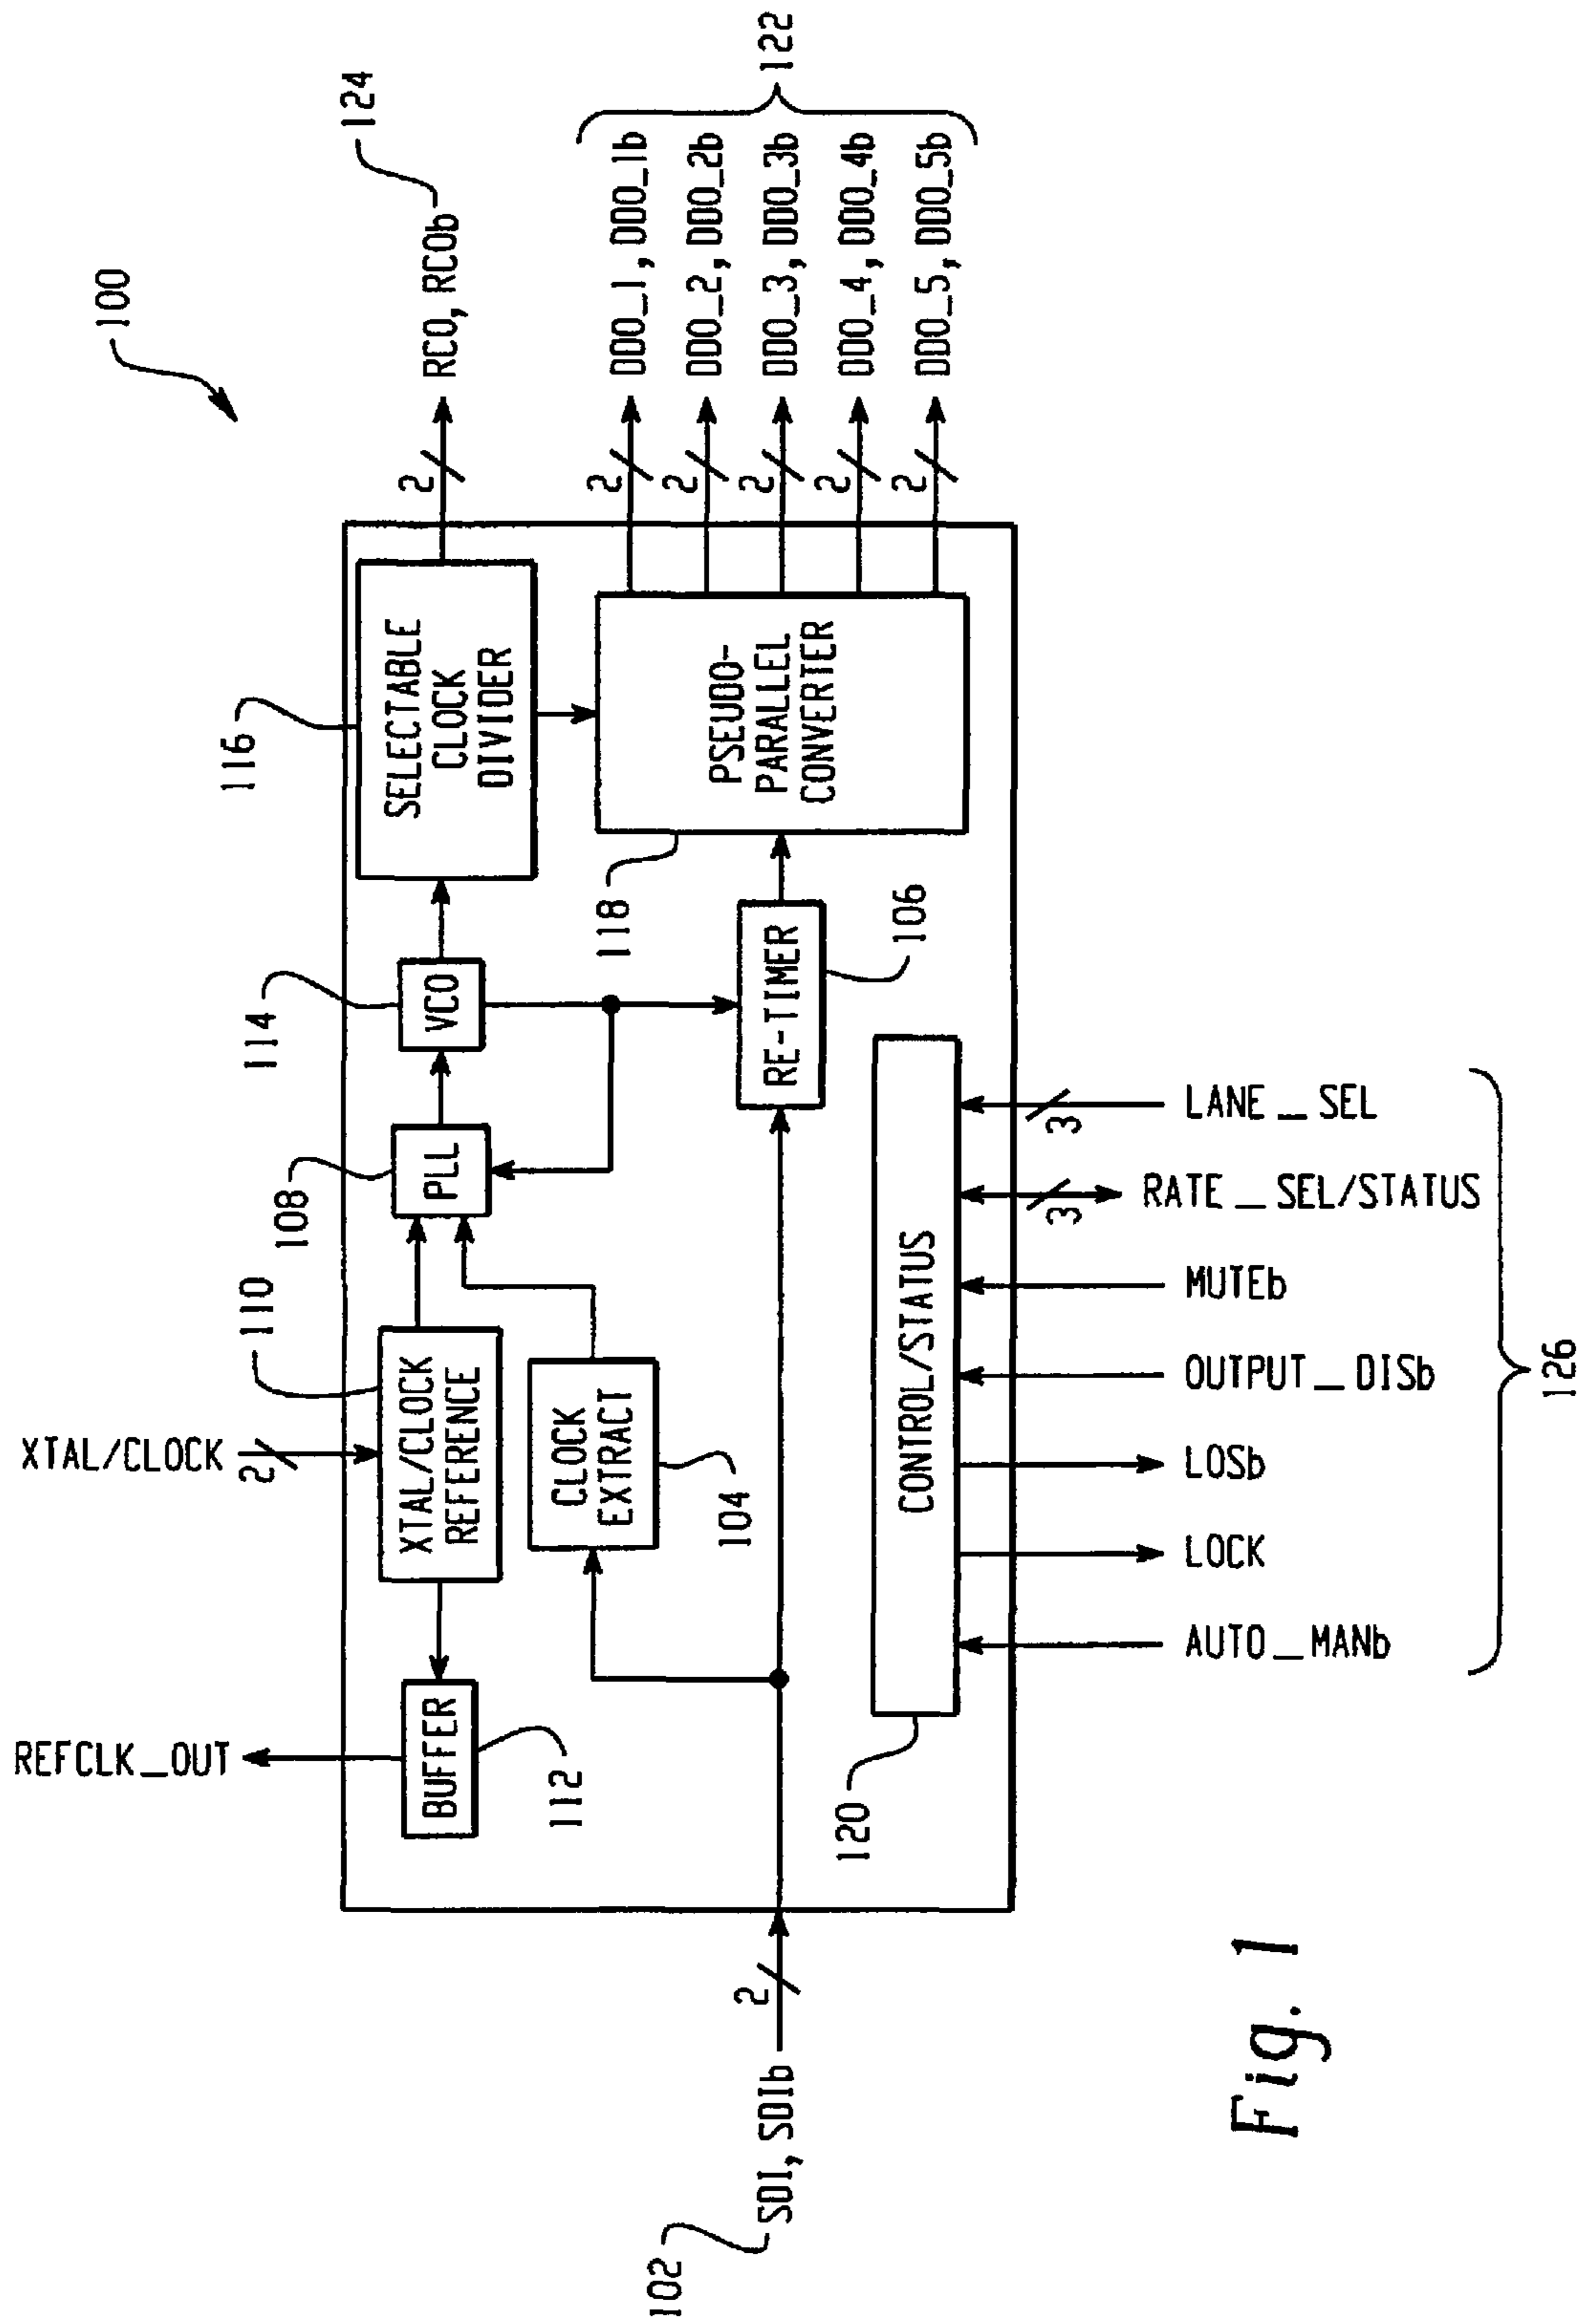 100
124
RCO, RCOb
122
DDO_1, DDO_1b
DDO_2, DDO_2b
DDO_3, DDO_3b
DDO_4, DDO_4b
DDO_5, DDO_5b
2
2
2
2
2
2
116
SELECTABLE
CLOCK
DIVIDER
PSEUDO-
PARALLEL
CONVERTER
118
114
VCO
RE-TIMER
106
108
PLL
110
XTAL/CLOCK
2
XTAL/CLOCK
REFERENCE
CLOCK
EXTRACT
104
REFCLK_OUT
BUFFER
112
CONTROL/STATUS
120
3
LANE_SEL
3
RATE_SEL/STATUS
MUTEb
OUTPUT_DISb
LOSb
LOCK
AUTO_MANb
126
2
102
SDI, SDIb
Fig. 1